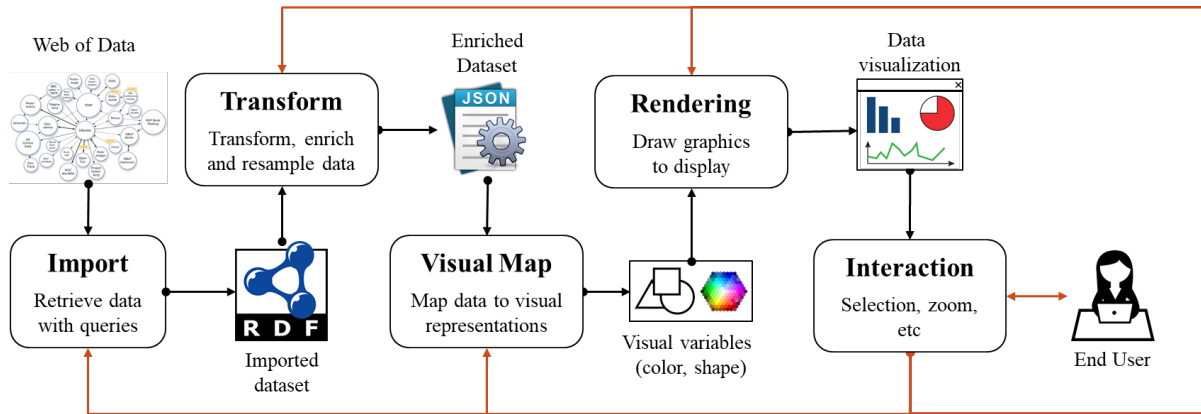 Web of Data
Transform
Transform, enrich
and resample data
Enriched
Dataset
JSON
Rendering
Draw graphics
to display
Data
visualization
Import
Retrieve data
with queries
RDF
Imported
dataset
Visual Map
Map data to visual
representations
Visual variables
(color, shape)
Interaction
Selection, zoom,
etc
End User